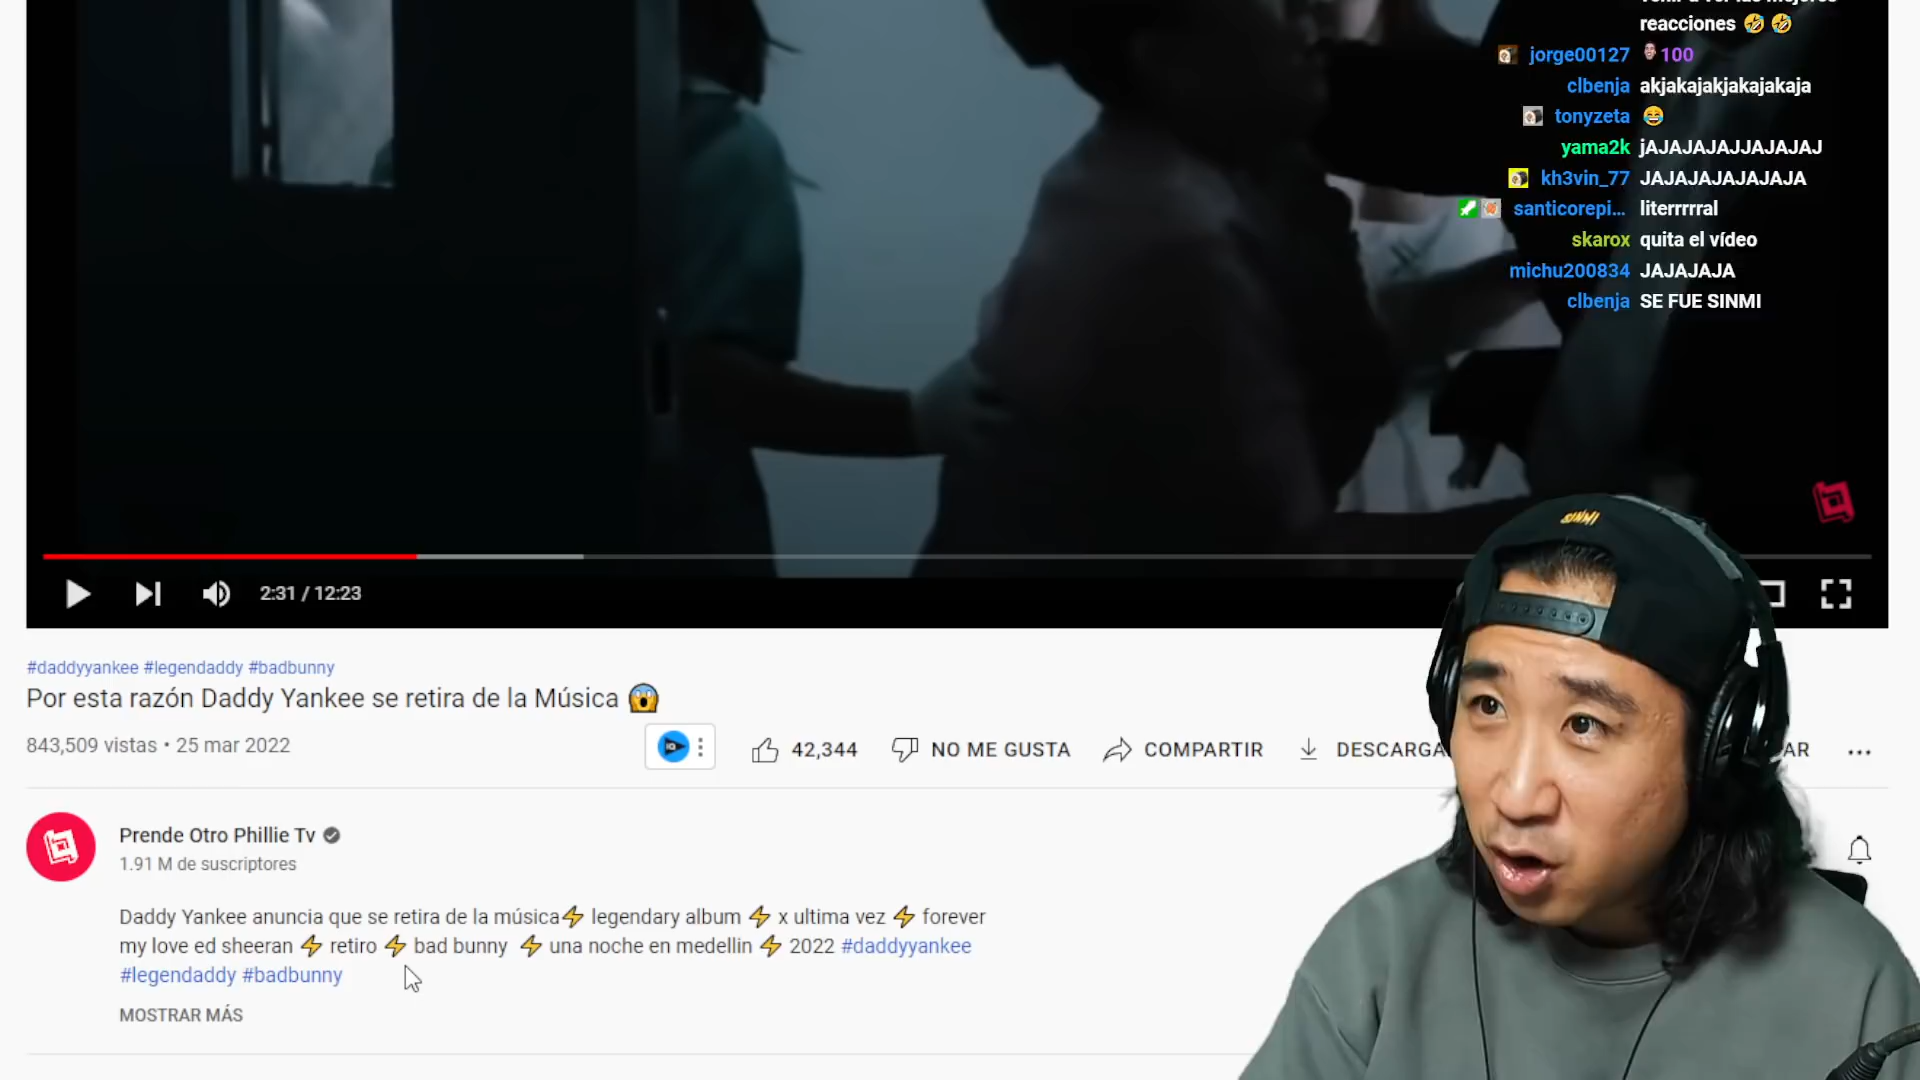 reacciones 🤣 🤣
jorge00127 100
clbenja akjakajakjakajakaja
tonyzeta 😂
yama2k jAJAJAJAJJAJAJAJ
kh3vin_77 JAJAJAJAJAJAJA
santicorepi... literrrrral
skarox quita el vídeo
michu200834 JAJAJAJA
clbenja SE FUE SINMI
SINMI
2:31 / 12:23
#daddyyankee #legendaddy #badbunny
Por esta razón Daddy Yankee se retira de la Música 😱
843,509 vistas • 25 mar 2022
42,344 NO ME GUSTA COMPARTIR DESCARGA AR ...
Prende Otro Phillie Tv
1.91 M de suscriptores
Daddy Yankee anuncia que se retira de la música⚡ legendary album ⚡ x ultima vez ⚡ forever
my love ed sheeran ⚡ retiro ⚡ bad bunny ⚡ una noche en medellin ⚡ 2022 #daddyyankee
#legendaddy #badbunny
MOSTRAR MÁS